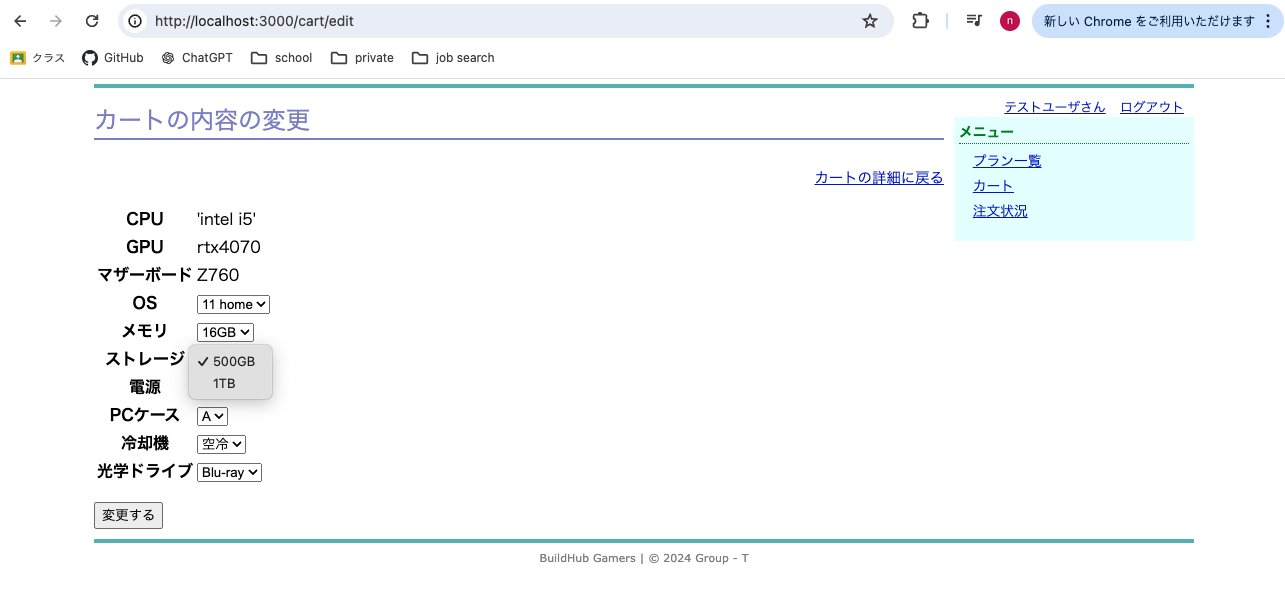 http://localhost:3000/cart/edit
n
新しい Chrome をご利用いただけます
クラス
GitHub
ChatGPT
school
private
job search
カートの内容の変更
テストユーザさん ログアウト
メニュー
プラン一覧
カート
注文状況
カートの詳細に戻る
CPU 'intel i5'
GPU rtx4070
マザーボード Z760
OS 11 home
メモリ 16GB
ストレージ ✓ 500GB
1TB
電源
PCケース A
冷却機 空冷
光学ドライブ Blu-ray
変更する
BuildHub Gamers | © 2024 Group - T